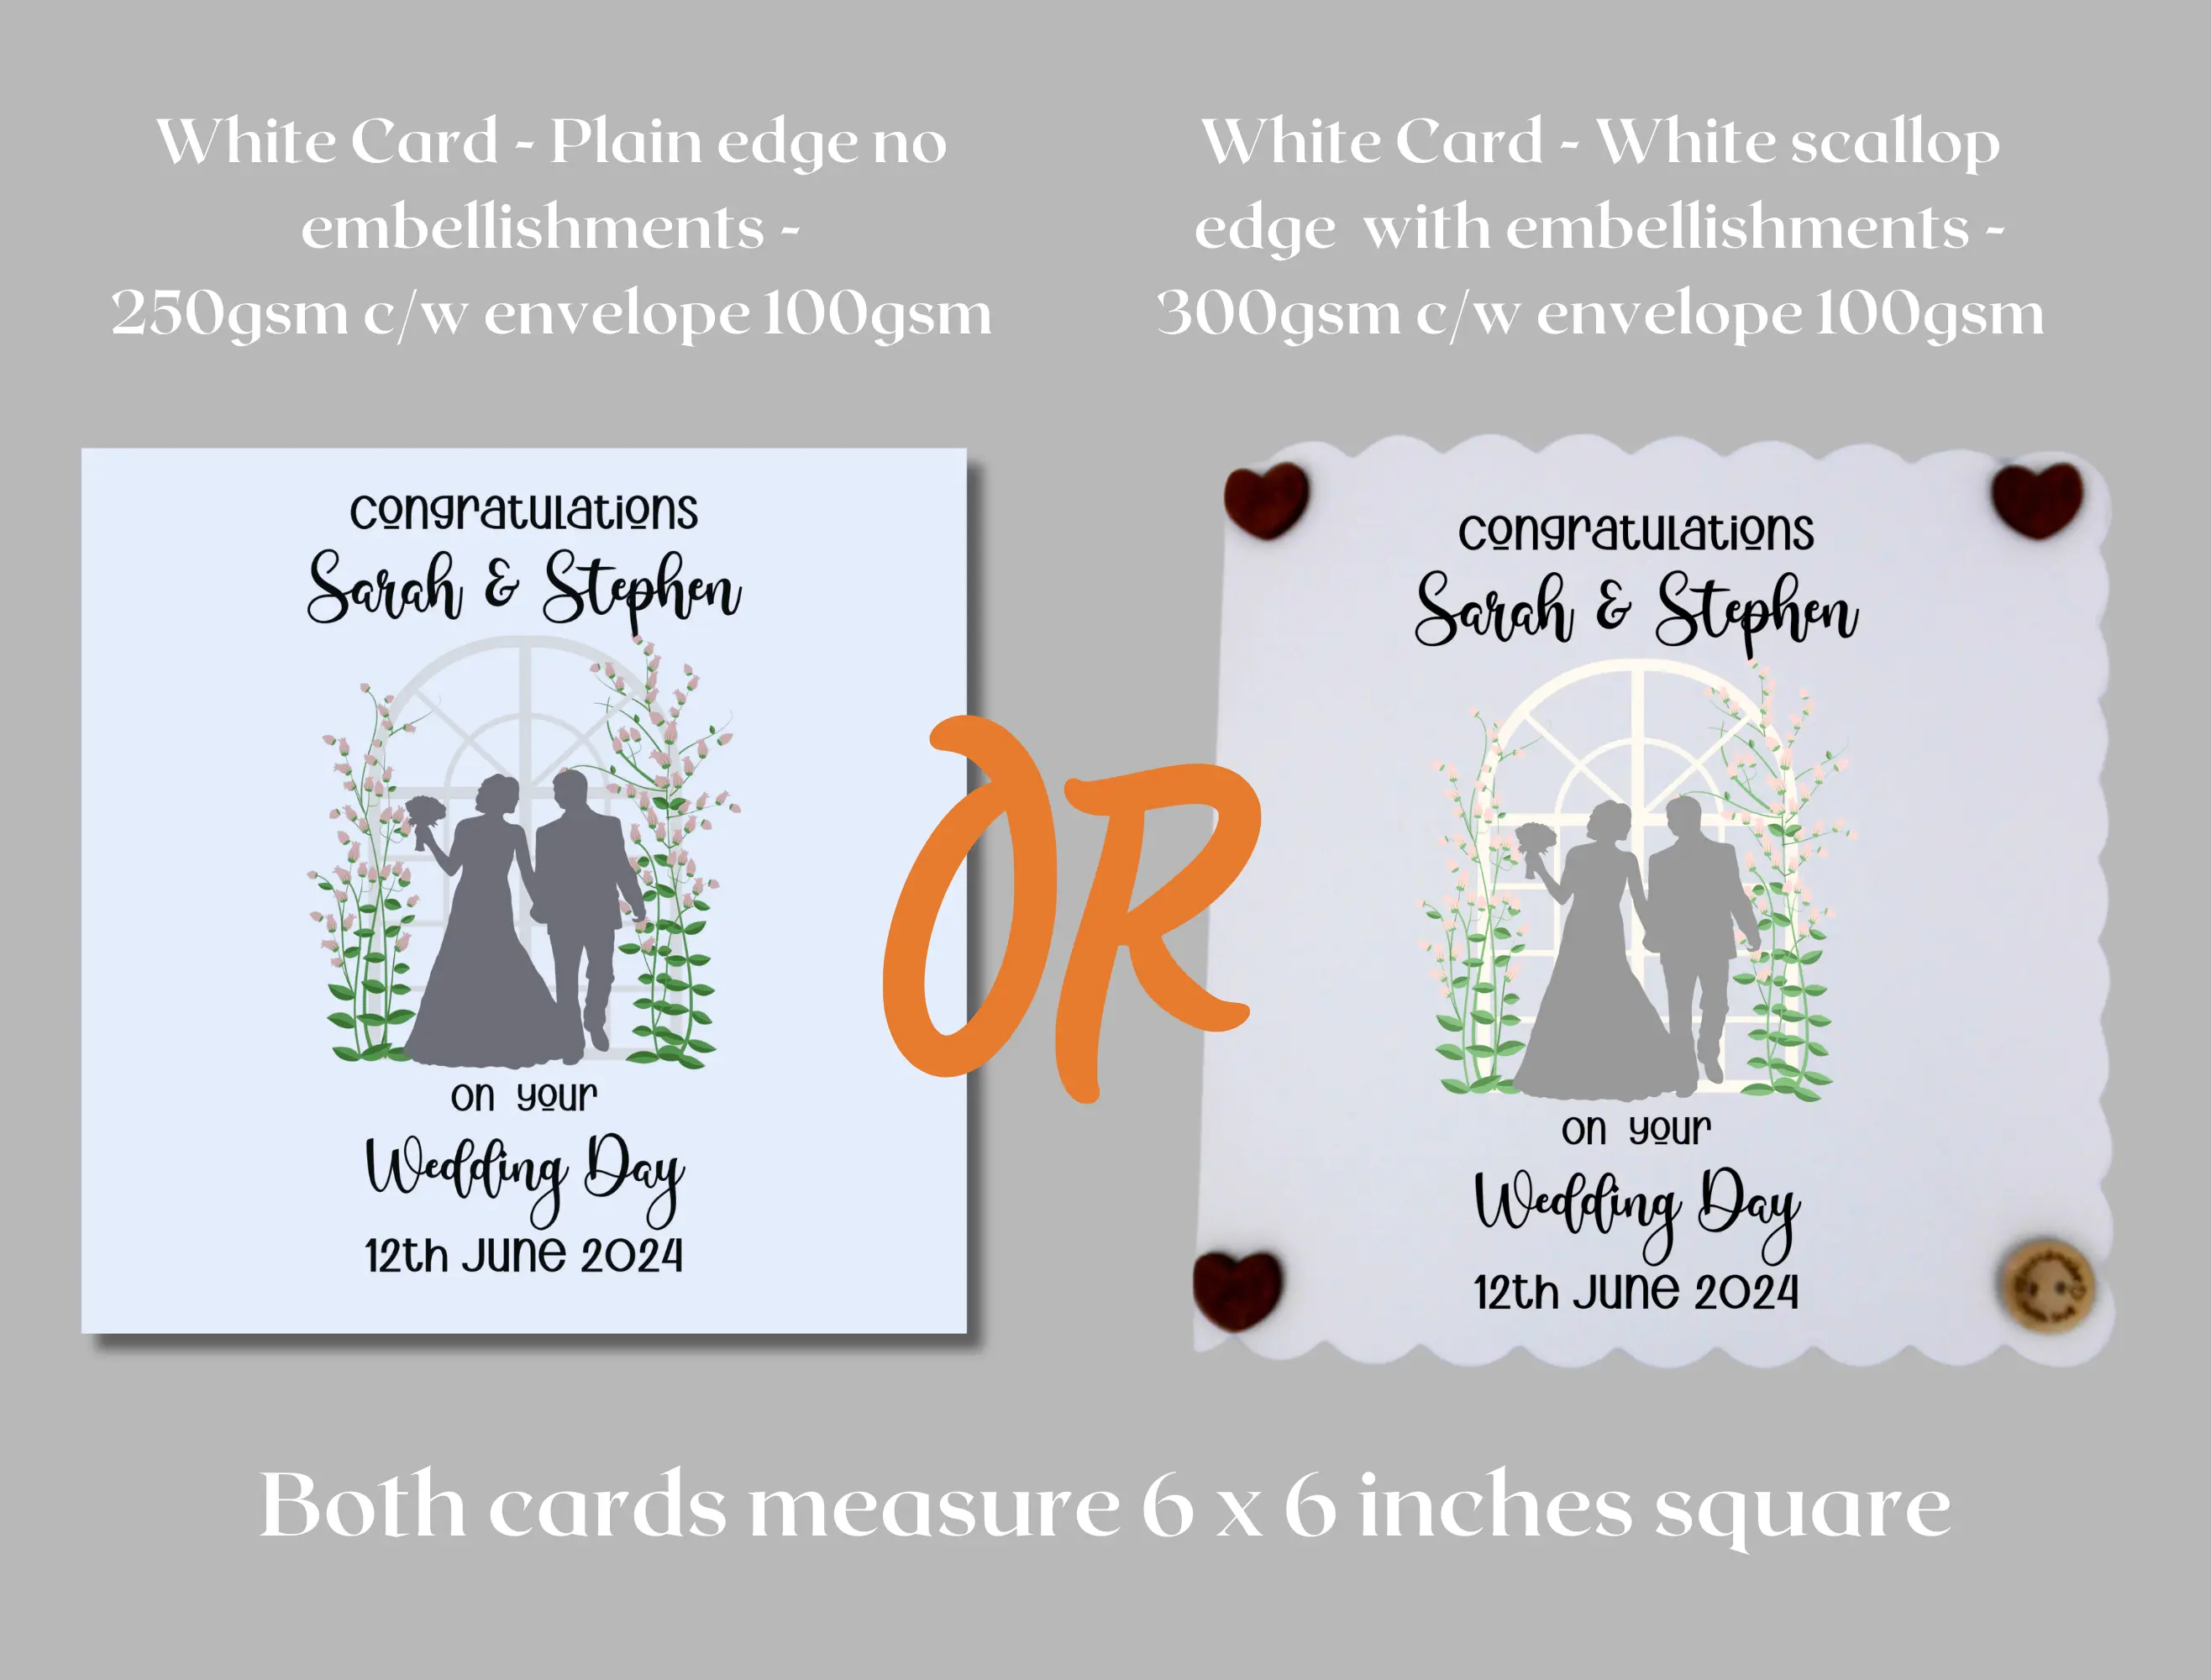 White Card - Plain edge no
embellishments -
250gsm c/w envelope 100gsm
White Card - White scallop
edge with embellishments -
300gsm c/w envelope 100gsm
congratulations
Sarah & Stephen
on your
Wedding Day
12th June 2024
OR
congratulations
Sarah & Stephen
on your
Wedding Day
12th June 2024
Both cards measure 6 x 6 inches square